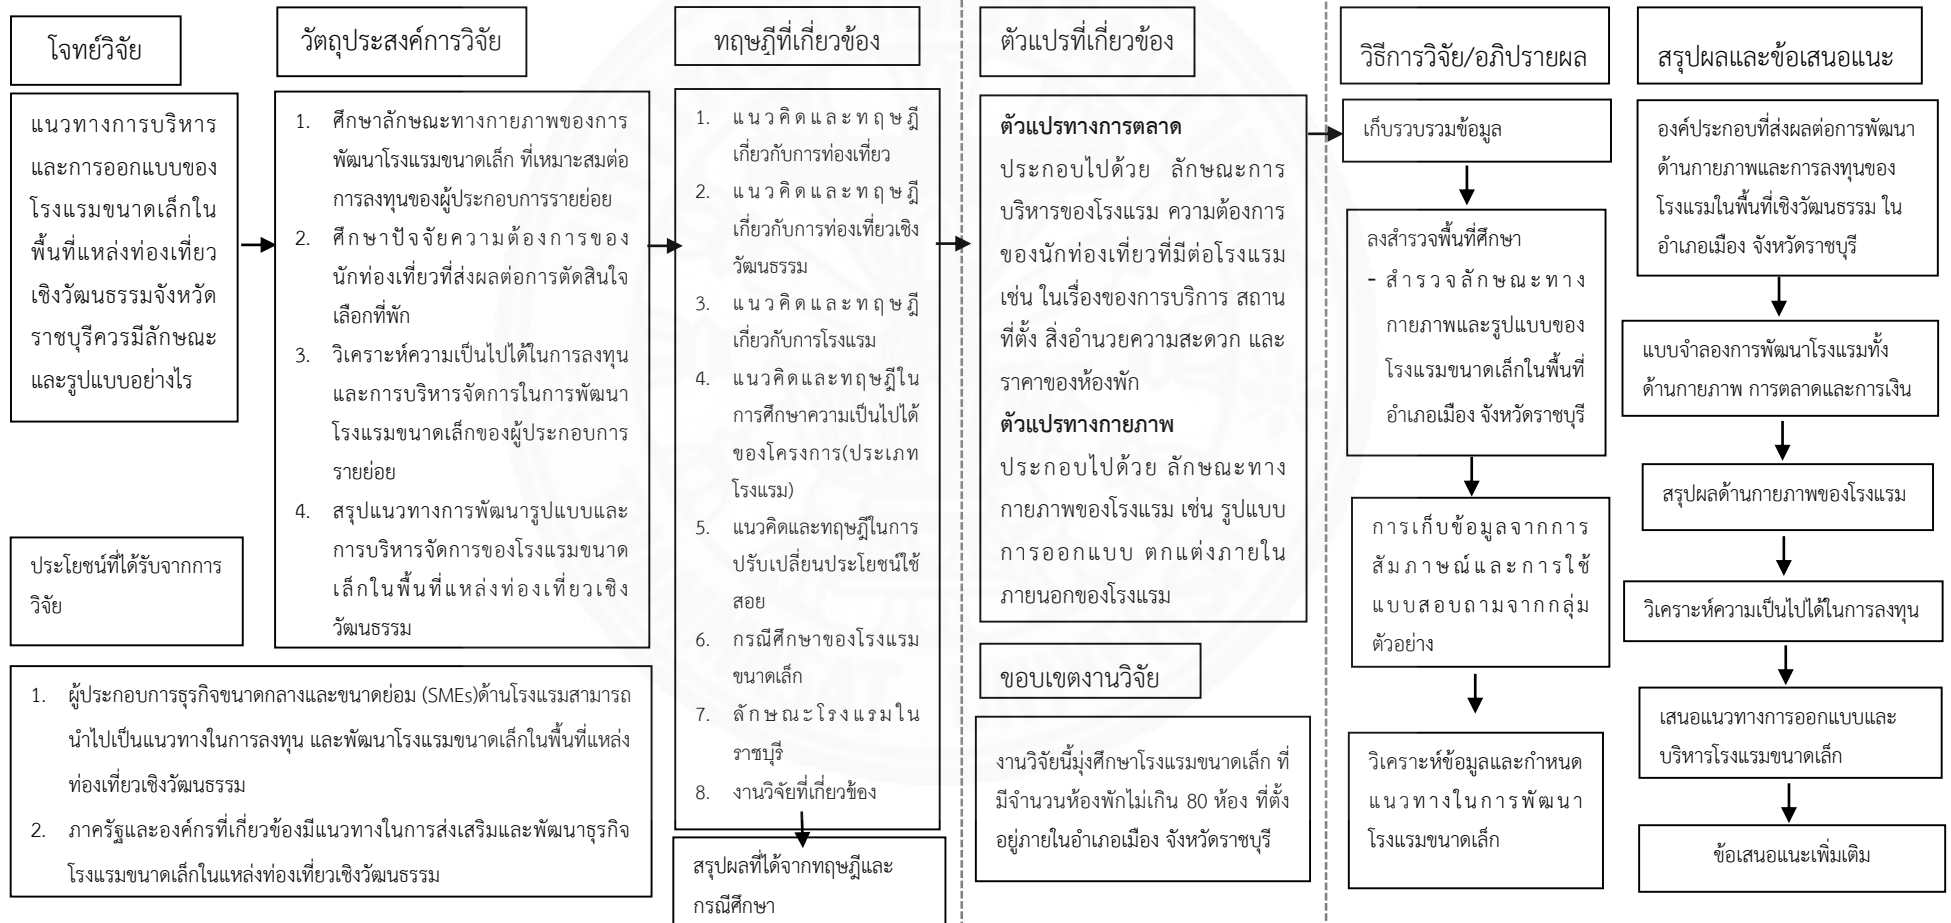 โจทย์วิจัย
แนวทางการบริหาร
และการออกแบบของ
โรงแรมขนาดเล็กใน
พื้นที่แหล่งท่องเที่ยว
เชิงวัฒนธรรมจังหวัด
ราชบุรีควรมีลักษณะ
และรูปแบบอย่างไร
วัตถุประสงค์การวิจัย
1. ศึกษาลักษณะทางกายภาพของการ
พัฒนาโรงแรมขนาดเล็ก ที่เหมาะสมต่อ
การลงทุนของผู้ประกอบการรายย่อย
2. ศึกษาปัจจัยความต้องการของ
นักท่องเที่ยวที่ส่งผลต่อการตัดสินใจ
เลือกที่พัก
3. วิเคราะห์ความเป็นไปได้ในการลงทุน
และการบริหารจัดการในการพัฒนา
โรงแรมขนาดเล็กของผู้ประกอบการ
รายย่อย
4. สรุปแนวทางการพัฒนารูปแบบและ
การบริหารจัดการของโรงแรมขนาด
เล็กในพื้นที่แหล่งท่องเที่ยวเชิง
วัฒนธรรม
ประโยชน์ที่ได้รับจากการ
วิจัย
1. ผู้ประกอบการธุรกิจขนาดกลางและขนาดย่อม (SMEs)ด้านโรงแรมสามารถ
นำไปเป็นแนวทางในการลงทุน และพัฒนาโรงแรมขนาดเล็กในพื้นที่แหล่ง
ท่องเที่ยวเชิงวัฒนธรรม
2. ภาครัฐและองค์กรที่เกี่ยวข้องมีแนวทางในการส่งเสริมและพัฒนาธุรกิจ
โรงแรมขนาดเล็กในแหล่งท่องเที่ยวเชิงวัฒนธรรม
ทฤษฎีที่เกี่ยวข้อง
1. แนวคิดและทฤษฎี
เกี่ยวกับการท่องเที่ยว
2. แนวคิดและทฤษฎี
เกี่ยวกับการท่องเที่ยวเชิง
วัฒนธรรม
3. แนวคิดและทฤษฎี
เกี่ยวกับการโรงแรม
4. แนวคิดและทฤษฎีใน
การศึกษาความเป็นไปได้
ของโครงการ(ประเภท
โรงแรม)
5. แนวคิดและทฤษฎีในการ
ปรับเปลี่ยนประโยชน์ใช้
สอย
6. กรณีศึกษาของโรงแรม
ขนาดเล็ก
7. ลักษณะโรงแรมใน
ราชบุรี
8. งานวิจัยที่เกี่ยวข้อง
สรุปผลที่ได้จากทฤษฎีและ
กรณีศึกษา
ตัวแปรที่เกี่ยวข้อง
ตัวแปรทางการตลาด
ประกอบไปด้วย ลักษณะการ
บริหารของโรงแรม ความต้องการ
ของนักท่องเที่ยวที่มีต่อโรงแรม
เช่น ในเรื่องของการบริการ สถาน
ที่ตั้ง สิ่งอำนวยความสะดวก และ
ราคาของห้องพัก
ตัวแปรทางกายภาพ
ประกอบไปด้วย ลักษณะทาง
กายภาพของโรงแรม เช่น รูปแบบ
การออกแบบ ตกแต่งภายใน
ภายนอกของโรงแรม
ขอบเขตงานวิจัย
งานวิจัยนี้มุ่งศึกษาโรงแรมขนาดเล็ก ที่
มีจำนวนห้องพักไม่เกิน 80 ห้อง ที่ตั้ง
อยู่ภายในอำเภอเมือง จังหวัดราชบุรี
วิธีการวิจัย/อภิปรายผล
เก็บรวบรวมข้อมูล
ลงสำรวจพื้นที่ศึกษา
- สำรวจลักษณะทาง
กายภาพและรูปแบบของ
โรงแรมขนาดเล็กในพื้นที่
อำเภอเมือง จังหวัดราชบุรี
การเก็บข้อมูลจากการ
สัมภาษณ์และการใช้
แบบสอบถามจากกลุ่ม
ตัวอย่าง
วิเคราะห์ข้อมูลและกำหนด
แนวทางในการพัฒนา
โรงแรมขนาดเล็ก
สรุปผลและข้อเสนอแนะ
องค์ประกอบที่ส่งผลต่อการพัฒนา
ด้านกายภาพและการลงทุนของ
โรงแรมในพื้นที่เชิงวัฒนธรรม ใน
อำเภอเมือง จังหวัดราชบุรี
แบบจำลองการพัฒนาโรงแรมทั้ง
ด้านกายภาพ การตลาดและการเงิน
สรุปผลด้านกายภาพของโรงแรม
วิเคราะห์ความเป็นไปได้ในการลงทุน
เสนอแนวทางการออกแบบและ
บริหารโรงแรมขนาดเล็ก
ข้อเสนอแนะเพิ่มเติม